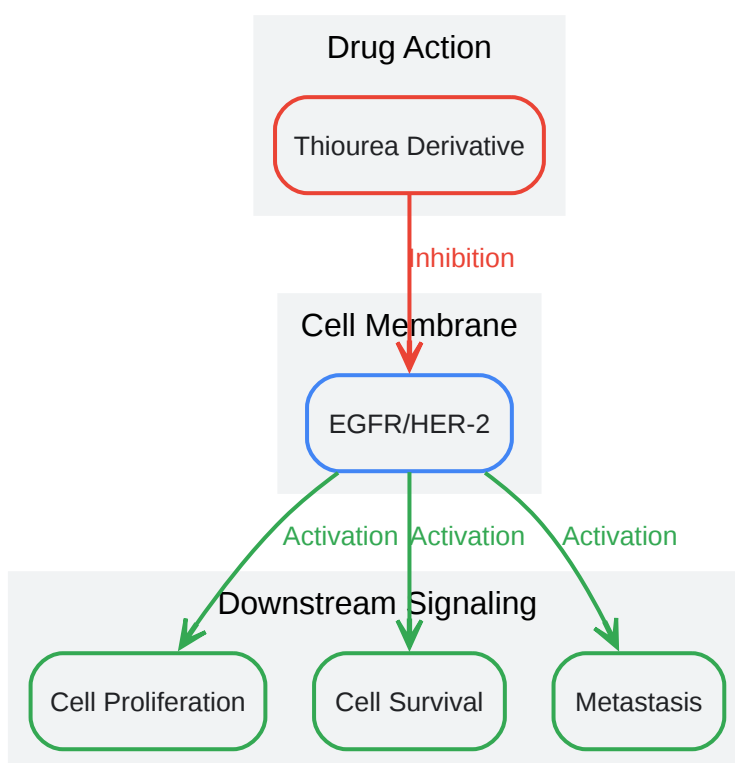 Drug Action
Thiourea Derivative
Inhibition
Cell Membrane
EGFR/HER-2
Activation
Activation
Activation
Downstream Signaling
Cell Proliferation
Cell Survival
Metastasis